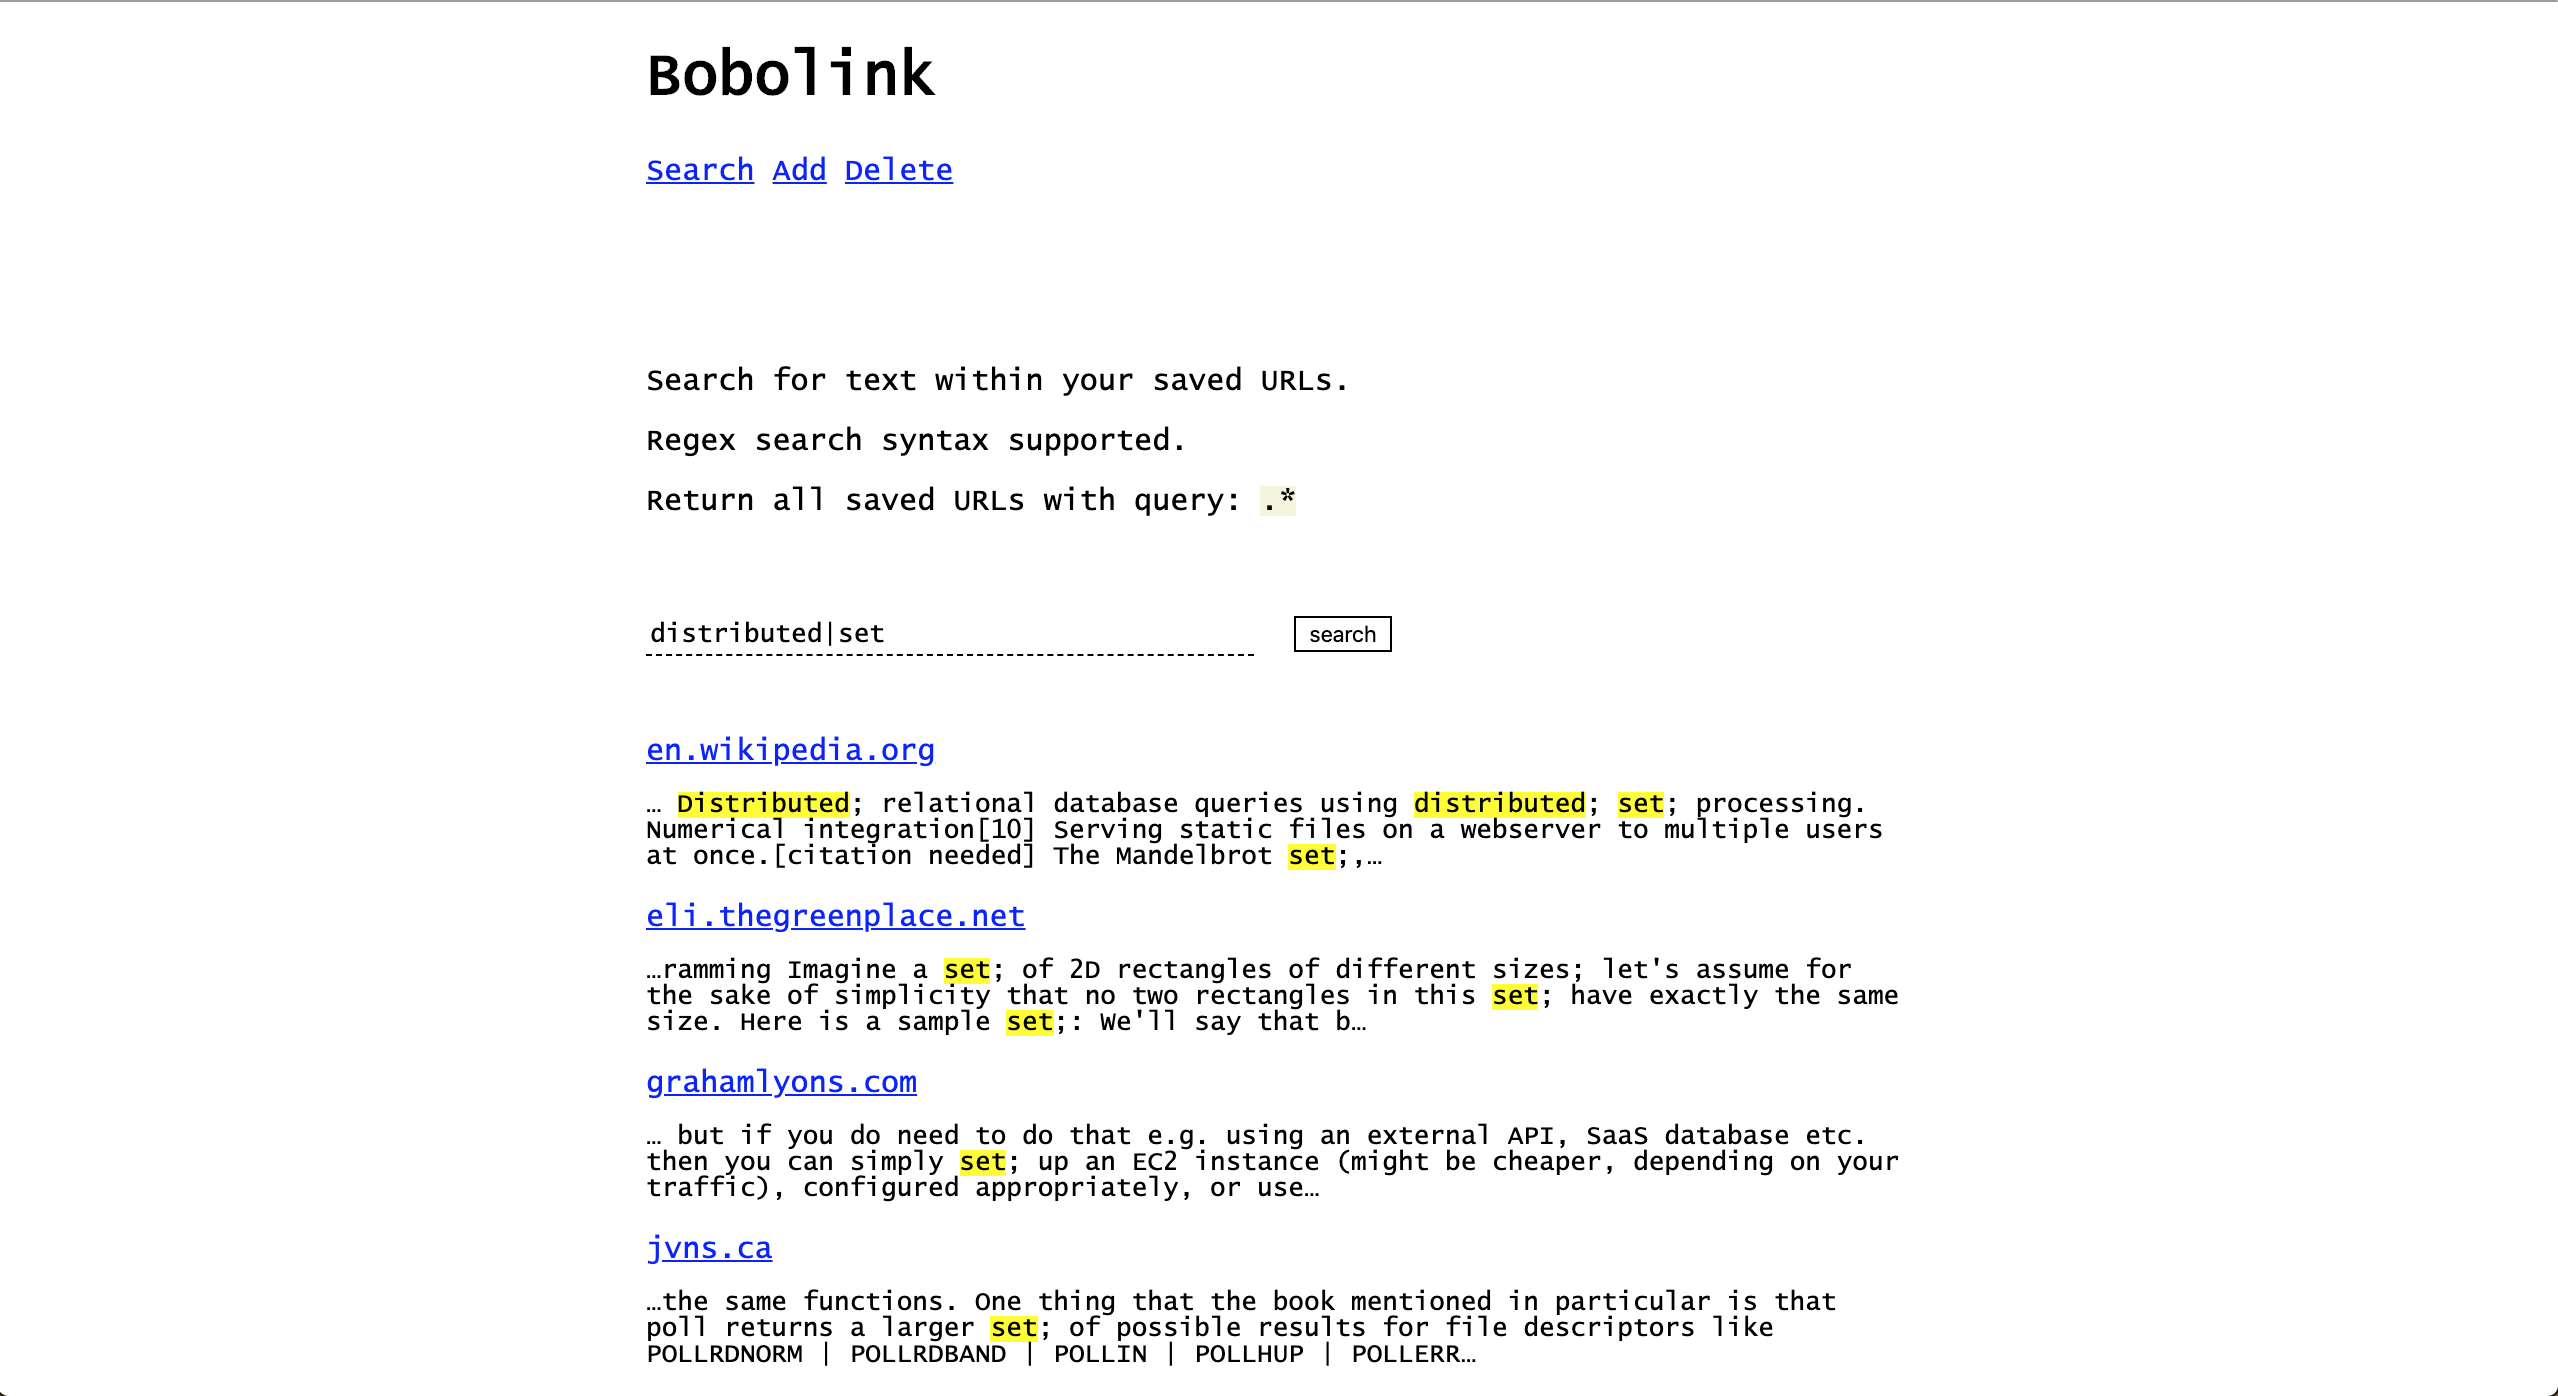 Bobolink
Search Add Delete
Search for text within your saved URLs.
Regex search syntax supported.
Return all saved URLs with query: .*
distributed|set
search
en.wikipedia.org
… Distributed; relational database queries using distributed; set; processing.
Numerical integration[10] Serving static files on a webserver to multiple users
at once.[citation needed] The Mandelbrot set;,…
eli.thegreenplace.net
…ramming Imagine a set; of 2D rectangles of different sizes; let's assume for
the sake of simplicity that no two rectangles in this set; have exactly the same
size. Here is a sample set;: We'll say that b…
grahamlyons.com
… but if you do need to do that e.g. using an external API, SaaS database etc.
then you can simply set; up an EC2 instance (might be cheaper, depending on your
traffic), configured appropriately, or use…
jvns.ca
…the same functions. One thing that the book mentioned in particular is that
poll returns a larger set; of possible results for file descriptors like
POLLRDNORM | POLLRDBAND | POLLIN | POLLHUP | POLLERR…